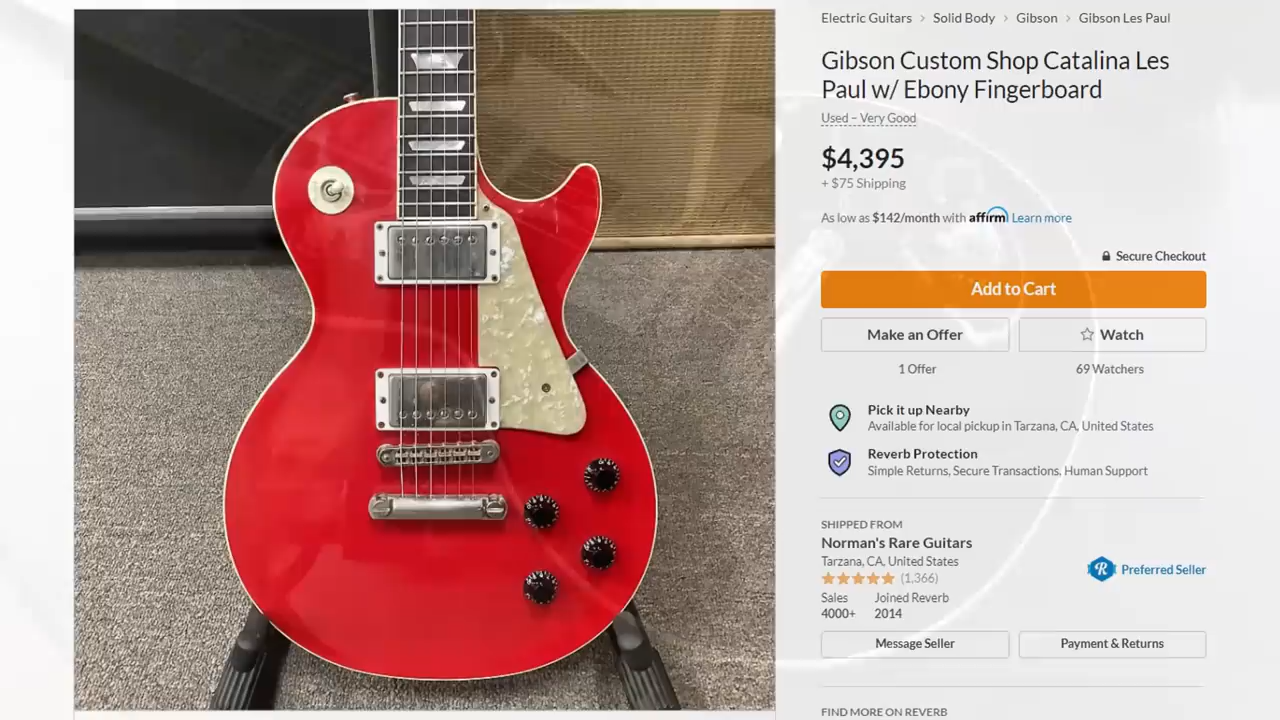 Electric Guitars > Solid Body > Gibson > Gibson Les Paul
Gibson Custom Shop Catalina Les
Paul w/ Ebony Fingerboard
Used – Very Good
$4,395
+ $75 Shipping
As low as $142/month with affirm Learn more
Secure Checkout
Add to Cart
Make an Offer
Watch
1 Offer
69 Watchers
Pick it up Nearby
Available for local pickup in Tarzana, CA, United States
Reverb Protection
Simple Returns, Secure Transactions, Human Support
SHIPPED FROM
Norman's Rare Guitars
Tarzana, CA, United States
(1,366)
Preferred Seller
Sales Joined Reverb
4000+ 2014
Message Seller
Payment & Returns
FIND MORE ON REVERB